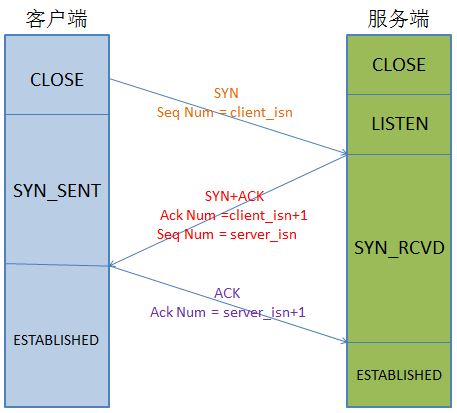 客户端
服务端
CLOSE
CLOSE
SYN
Seq Num = client_isn
LISTEN
SYN_SENT
SYN+ACK
Ack Num =client_isn+1
Seq Num = server_isn
SYN_RCVD
ACK
Ack Num = server_isn+1
ESTABLISHED
ESTABLISHED